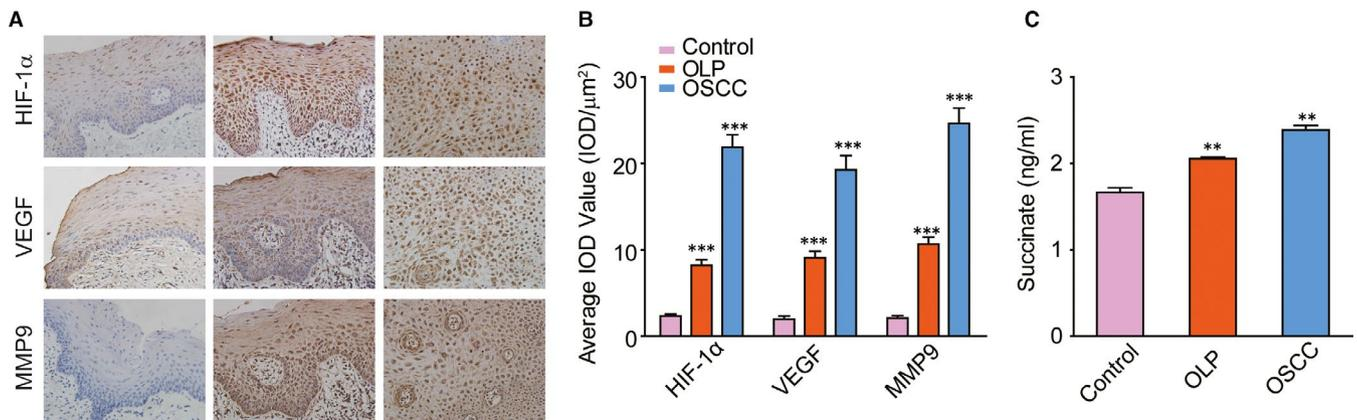 A
HIF-1α
VEGF
MMP9
B
Control
OLP
OSCC
Average IOD Value (IOD/μm²)
30
20
10
0
***
***
***
***
***
***
HIF-1α
VEGF
MMP9
C
Succinate (ng/ml)
3
2
1
0
**
**
Control
OLP
OSCC